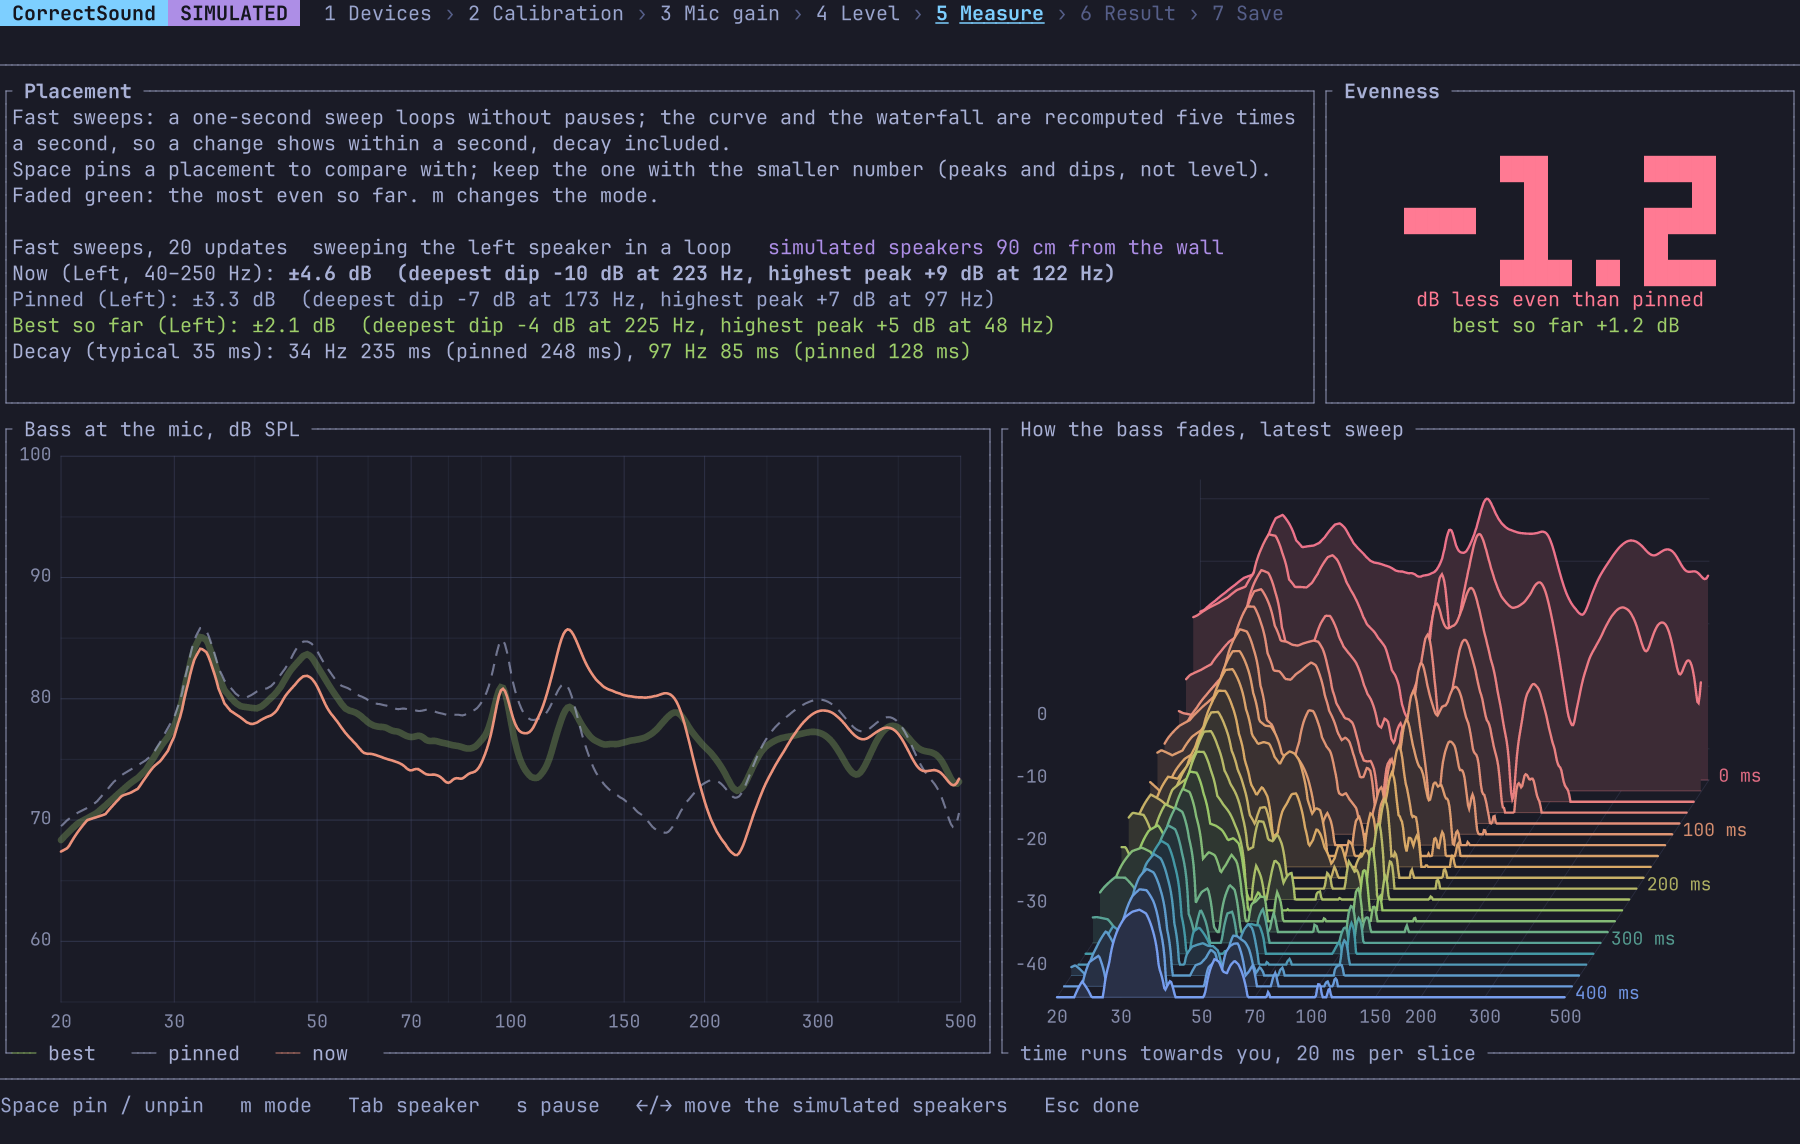 CorrectSound SIMULATED 1 Devices › 2 Calibration › 3 Mic gain › 4 Level › 5 Measure › 6 Result › 7 Save
Placement
Fast sweeps: a one-second sweep loops without pauses; the curve and the waterfall are recomputed five times
a second, so a change shows within a second, decay included.
Space pins a placement to compare with; keep the one with the smaller number (peaks and dips, not level).
Faded green: the most even so far. m changes the mode.
Fast sweeps, 20 updates sweeping the left speaker in a loop simulated speakers 90 cm from the wall
Now (Left, 40–250 Hz): ±4.6 dB (deepest dip -10 dB at 223 Hz, highest peak +9 dB at 122 Hz)
Pinned (Left): ±3.3 dB (deepest dip -7 dB at 173 Hz, highest peak +7 dB at 97 Hz)
Best so far (Left): ±2.1 dB (deepest dip -4 dB at 225 Hz, highest peak +5 dB at 48 Hz)
Decay (typical 35 ms): 34 Hz 235 ms (pinned 248 ms), 97 Hz 85 ms (pinned 128 ms)
Evenness
-1.2
dB less even than pinned
best so far +1.2 dB
Bass at the mic, dB SPL
100
90
80
70
60
20 30 50 70 100 150 200 300 500
best pinned now
How the bass fades, latest sweep
0
-10
-20
-30
-40
0 ms
100 ms
200 ms
300 ms
400 ms
20 30 50 70 100 150 200 300 500
time runs towards you, 20 ms per slice
Space pin / unpin m mode Tab speaker s pause ←/→ move the simulated speakers Esc done